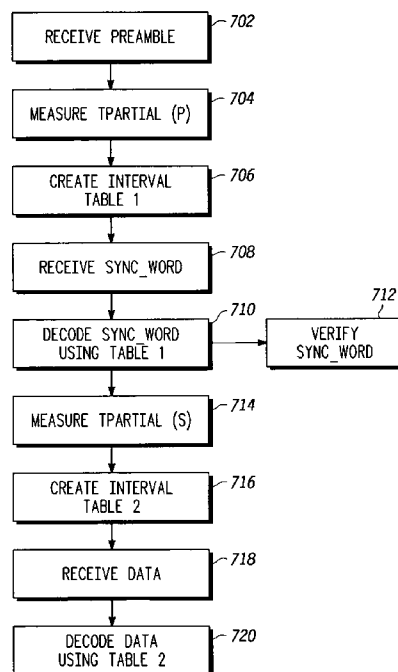 RECEIVE PREAMBLE
702
MEASURE TPARTIAL (P)
704
CREATE INTERVAL
TABLE 1
706
RECEIVE SYNC_WORD
708
DECODE SYNC_WORD
USING TABLE 1
710
VERIFY
SYNC_WORD
712
MEASURE TPARTIAL (S)
714
CREATE INTERVAL
TABLE 2
716
RECEIVE DATA
718
DECODE DATA
USING TABLE 2
720